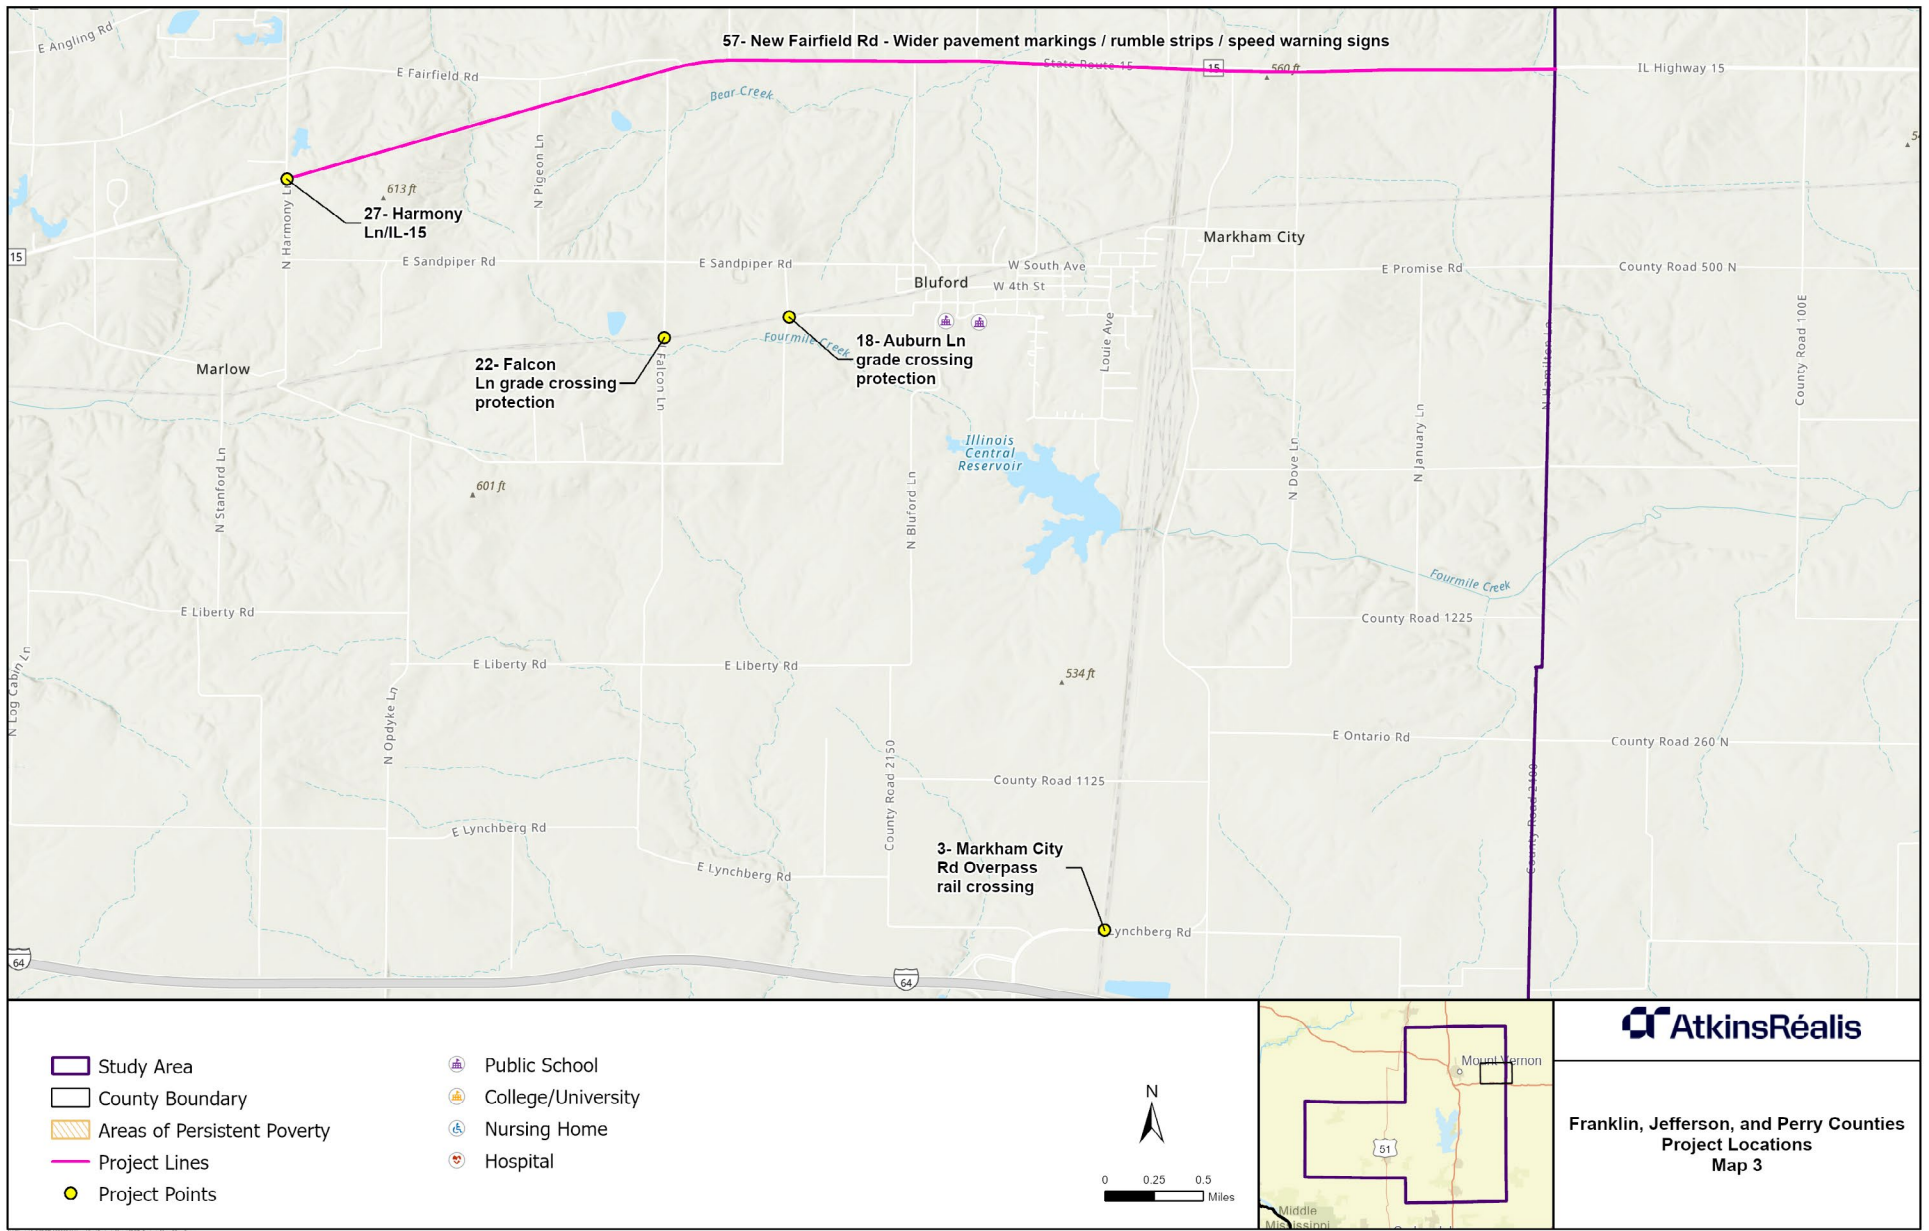 E Angling Rd
57- New Fairfield Rd - Wider pavement markings / rumble strips / speed warning signs
E Fairfield Rd
State Route 15
15
560 ft
IL Highway 15
Bear Creek
N Pigeon Ln
613 ft
27- Harmony
Ln/IL-15
N Harmony Ln
15
E Sandpiper Rd
E Sandpiper Rd
W South Ave
Markham City
E Promise Rd
County Road 500 N
Bluford
W 4th St
18- Auburn Ln
grade crossing
protection
Fourmile Creek
Louie Ave
N Hamilton Ln
County Road 100E
Marlow
22- Falcon
Ln grade crossing
protection
Falcon Ln
Illinois
Central
Reservoir
N Stanford Ln
601 ft
N Bluford Ln
N Dove Ln
N January Ln
Fourmile Creek
E Liberty Rd
County Road 1225
N Log Cabin Ln
E Liberty Rd
E Liberty Rd
534 ft
N Opdyke Ln
E Ontario Rd
County Road 260 N
County Road 2150
County Road 1125
County Road 2400
E Lynchberg Rd
E Lynchberg Rd
3- Markham City
Rd Overpass
rail crossing
Lynchberg Rd
64
64
Study Area
County Boundary
Areas of Persistent Poverty
Project Lines
Project Points
Public School
College/University
Nursing Home
Hospital
N
0 0.25 0.5
Miles
Mount Vernon
51
Middle
Mississippi
AtkinsRéalis
Franklin, Jefferson, and Perry Counties
Project Locations
Map 3